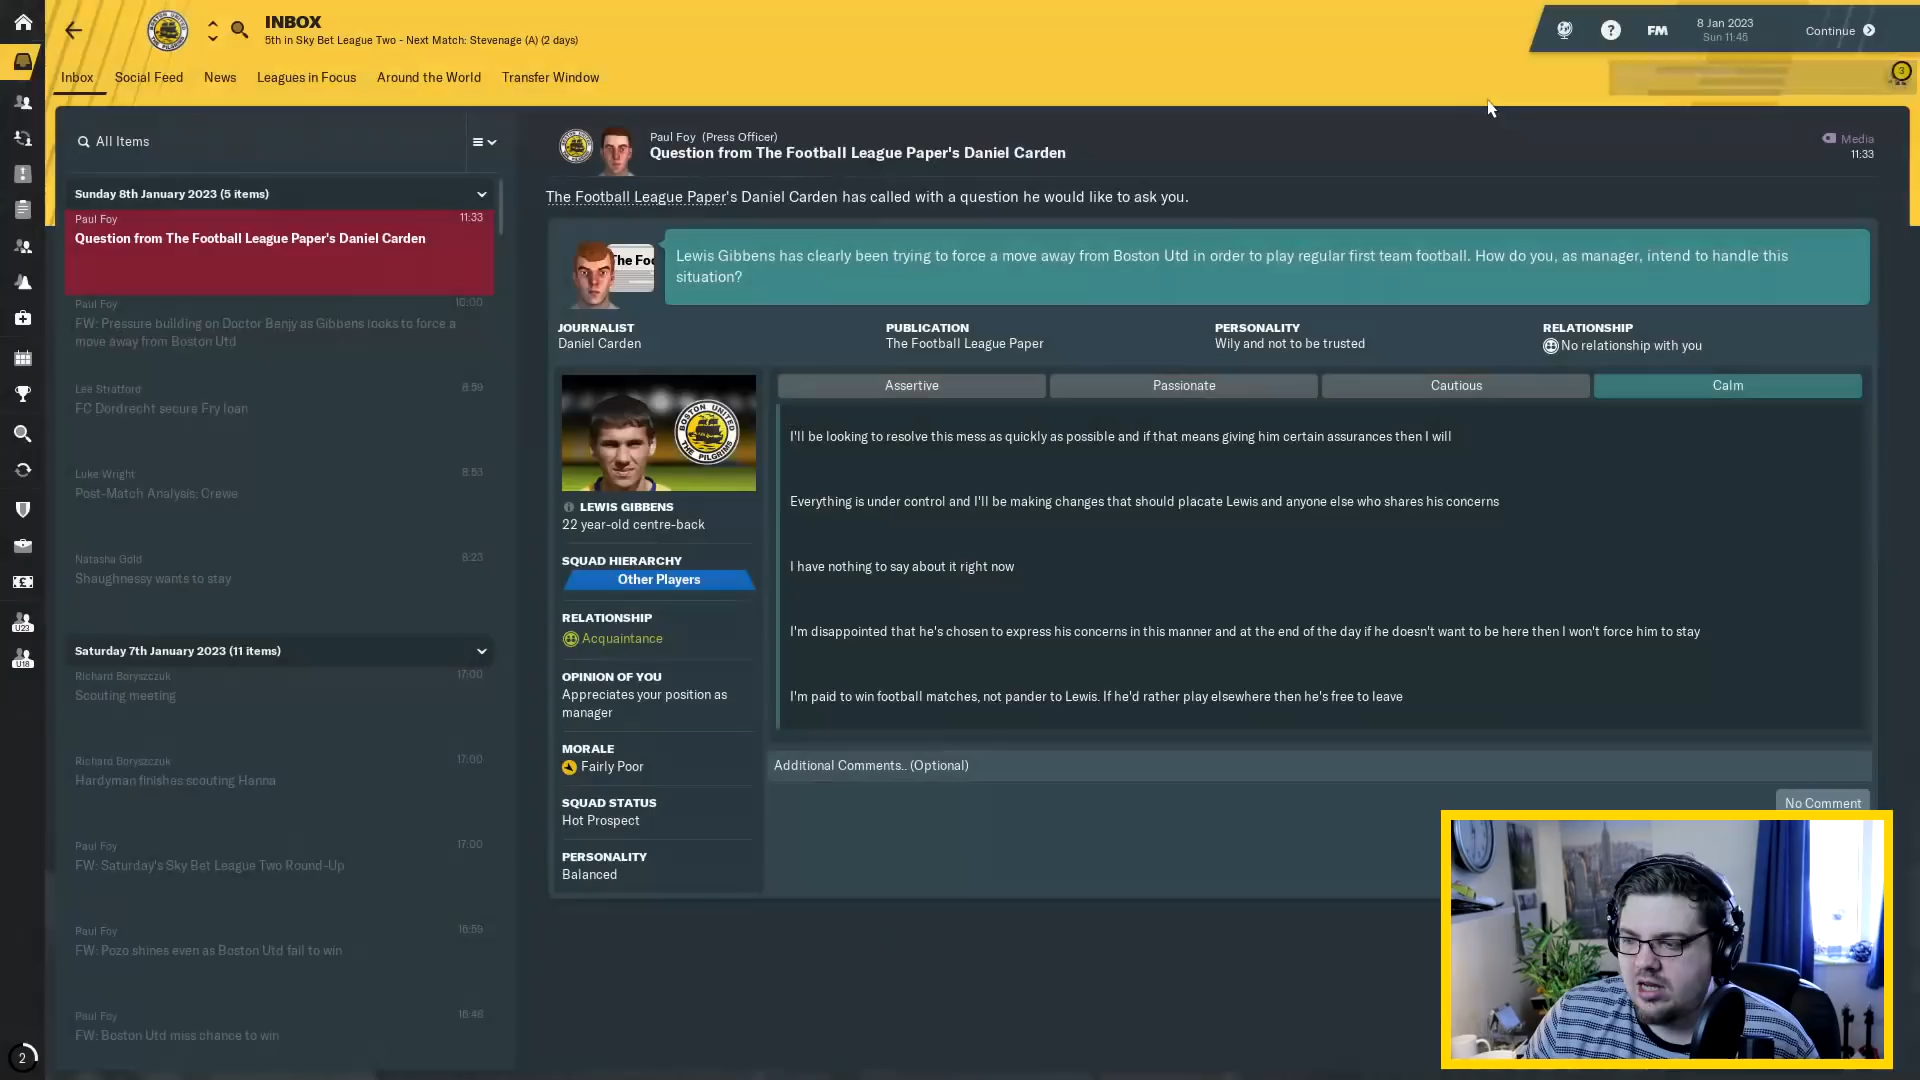 INBOX
5th in Sky Bet League Two - Next Match: Stevenage (A) (2 days)
FM
8 Jan 2023
Sun 11:45
Continue
Inbox
Social Feed
News
Leagues in Focus
Around the World
Transfer Window
3
All Items
Sunday 8th January 2023 (5 items)
Paul Foy
11:33
Question from The Football League Paper's Daniel Carden
Paul Foy
10:00
FW: Pressure building on Doctor Benjy as Gibbens looks to force a
move away from Boston Utd
Lee Stratford
8:59
FC Dordrecht secure Fry loan
Luke Wright
8:53
Post-Match Analysis: Crewe
Natasha Gold
8:23
Shaughnessy wants to stay
Saturday 7th January 2023 (11 items)
Richard Boryszczuk
17:00
Scouting meeting
Richard Boryszczuk
17:00
Hardyman finishes scouting Hanna
Paul Foy
17:00
FW: Saturday's Sky Bet League Two Round-Up
Paul Foy
16:59
FW: Pozo shines even as Boston Utd fail to win
Paul Foy
16:46
FW: Boston Utd miss chance to win
U23
U18
2
Paul Foy (Press Officer)
Question from The Football League Paper's Daniel Carden
Media
11:33
The Football League Paper's Daniel Carden has called with a question he would like to ask you.
The Foo
Lewis Gibbens has clearly been trying to force a move away from Boston Utd in order to play regular first team football. How do you, as manager, intend to handle this
situation?
JOURNALIST
Daniel Carden
PUBLICATION
The Football League Paper
PERSONALITY
Wily and not to be trusted
RELATIONSHIP
No relationship with you
BOSTON UNITED
THE PILGRIMS
LEWIS GIBBENS
22 year-old centre-back
SQUAD HIERARCHY
Other Players
RELATIONSHIP
Acquaintance
OPINION OF YOU
Appreciates your position as
manager
MORALE
Fairly Poor
SQUAD STATUS
Hot Prospect
PERSONALITY
Balanced
Assertive
Passionate
Cautious
Calm
I'll be looking to resolve this mess as quickly as possible and if that means giving him certain assurances then I will
Everything is under control and I'll be making changes that should placate Lewis and anyone else who shares his concerns
I have nothing to say about it right now
I'm disappointed that he's chosen to express his concerns in this manner and at the end of the day if he doesn't want to be here then I won't force him to stay
I'm paid to win football matches, not pander to Lewis. If he'd rather play elsewhere then he's free to leave
Additional Comments.. (Optional)
No Comment